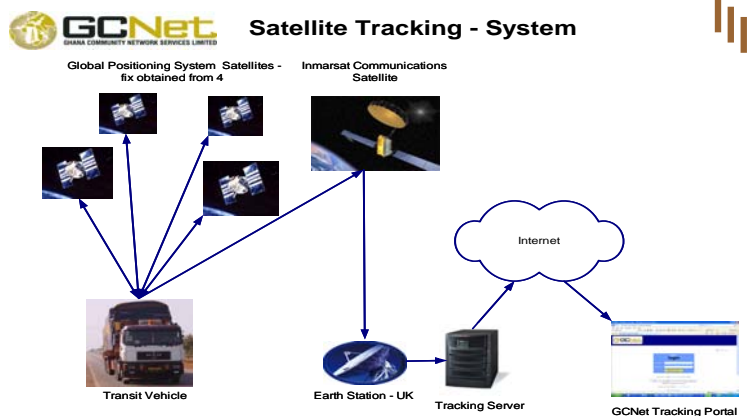 GCNet
GHANA COMMUNITY NETWORK SERVICES LIMITED
Satellite Tracking - System
Global Positioning System Satellites -
fix obtained from 4
Inmarsat Communications
Satellite
Internet
Transit Vehicle
Earth Station - UK
Tracking Server
GCNet Tracking Portal